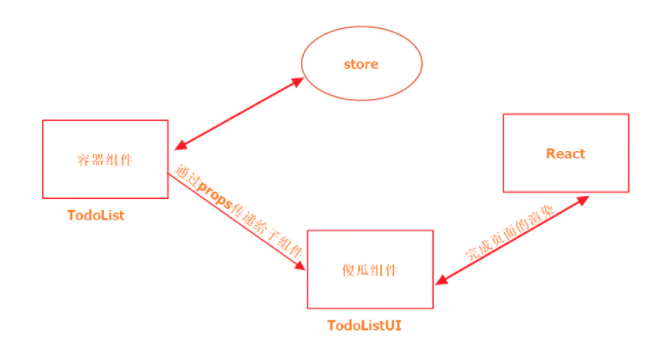 store
容器组件
React
TodoList
通过props传递给子组件
完成页面的渲染
傻瓜组件
TodoListUI